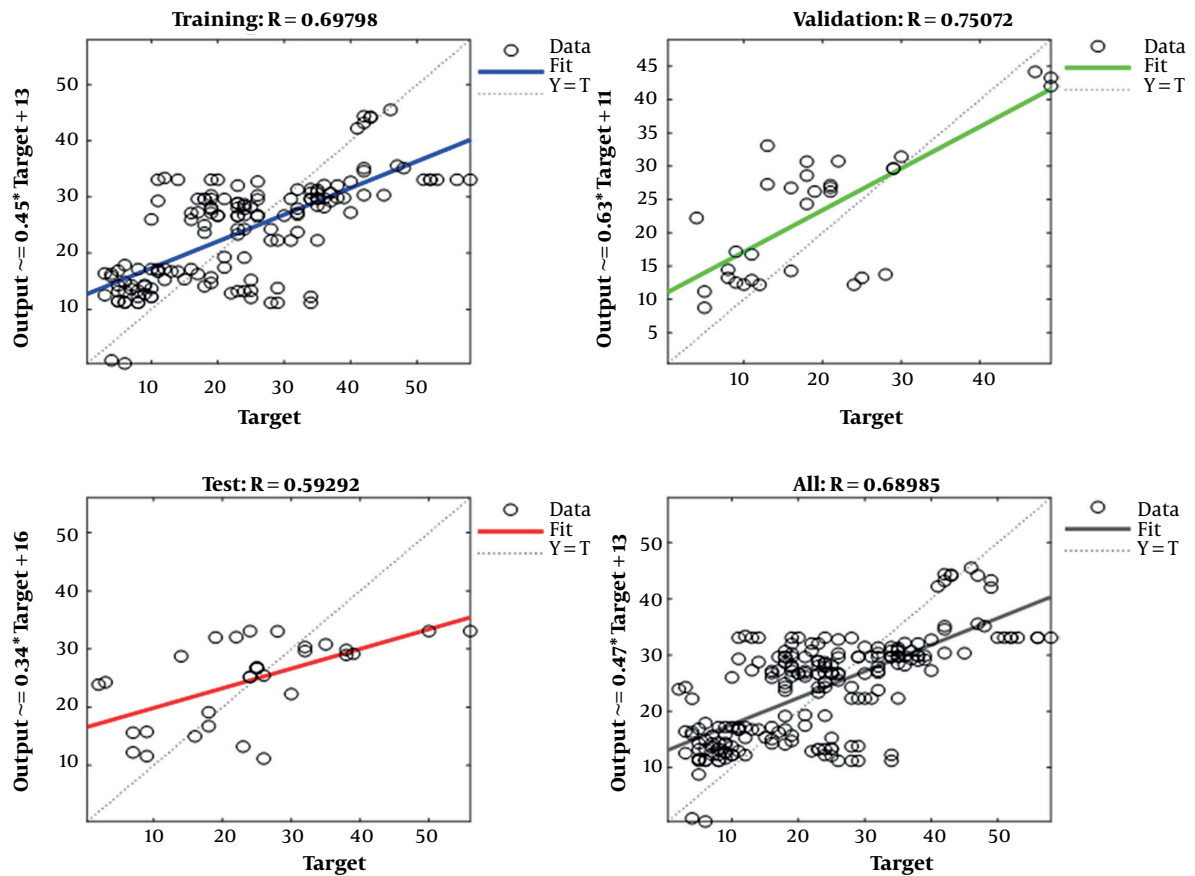 Training: R = 0.69798
Output ~= 0.45* Target + 13
50
40
30
20
10
10 20 30 40 50
Target
Data
Fit
Y = T
Validation: R = 0.75072
Output ~= 0.63* Target + 11
45
40
35
30
25
20
15
10
5
10 20 30 40
Target
Data
Fit
Y = T
Test: R = 0.59292
Output ~= 0.34* Target + 16
50
40
30
20
10
10 20 30 40 50
Target
Data
Fit
Y = T
All: R = 0.68985
Output ~= 0.47* Target + 13
50
40
30
20
10
10 20 30 40 50
Target
Data
Fit
Y = T